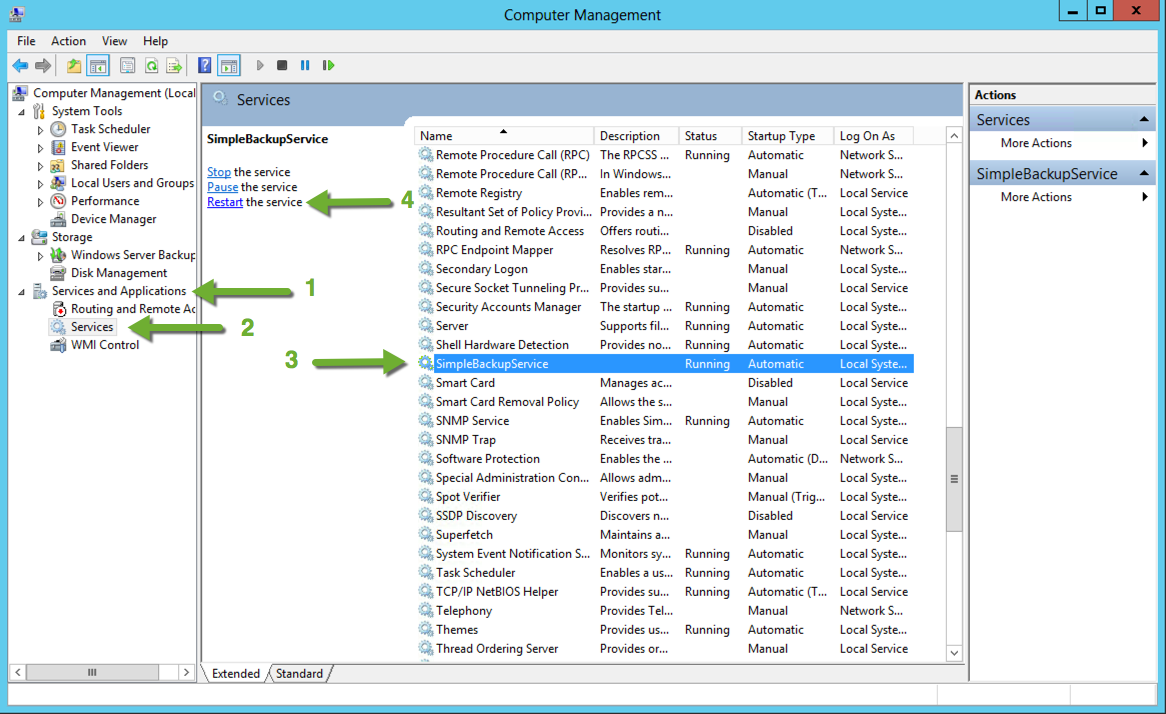 Computer Management
File Action View Help
Computer Management (Local
System Tools
Task Scheduler
Event Viewer
Shared Folders
Local Users and Groups
Performance
Device Manager
Storage
Windows Server Backup
Disk Management
Services and Applications
Routing and Remote Ac
Services
WMI Control
1
2
Services
SimpleBackupService
Stop the service
Pause the service
Restart the service
4
3
Name Description Status Startup Type Log On As
Remote Procedure Call (RPC) The RPCSS ... Running Automatic Network S...
Remote Procedure Call (RP... In Windows... Manual Network S...
Remote Registry Enables rem... Automatic (T... Local Service
Resultant Set of Policy Provi... Provides a n... Manual Local Syste...
Routing and Remote Access Offers routi... Disabled Local Syste...
RPC Endpoint Mapper Resolves RP... Running Automatic Network S...
Secondary Logon Enables star... Manual Local Syste...
Secure Socket Tunneling Pr... Provides su... Manual Local Service
Security Accounts Manager The startup ... Running Automatic Local Syste...
Server Supports fil... Running Automatic Local Syste...
Shell Hardware Detection Provides no... Running Automatic Local Syste...
SimpleBackupService Running Automatic Local Syste...
Smart Card Manages ac... Disabled Local Service
Smart Card Removal Policy Allows the s... Manual Local Syste...
SNMP Service Enables Sim... Running Automatic Local Syste...
SNMP Trap Receives tra... Manual Local Service
Software Protection Enables the ... Automatic (D... Network S...
Special Administration Con... Allows adm... Manual Local Syste...
Spot Verifier Verifies pot... Manual (Trig... Local Syste...
SSDP Discovery Discovers n... Disabled Local Service
Superfetch Maintains a... Manual Local Syste...
System Event Notification S... Monitors sy... Running Automatic Local Syste...
Task Scheduler Enables a us... Running Automatic Local Syste...
TCP/IP NetBIOS Helper Provides su... Running Automatic (T... Local Service
Telephony Provides Tel... Manual Network S...
Themes Provides us... Running Automatic Local Syste...
Thread Ordering Server Provides or... Manual Local Service
Extended Standard
Actions
Services
More Actions
SimpleBackupService
More Actions